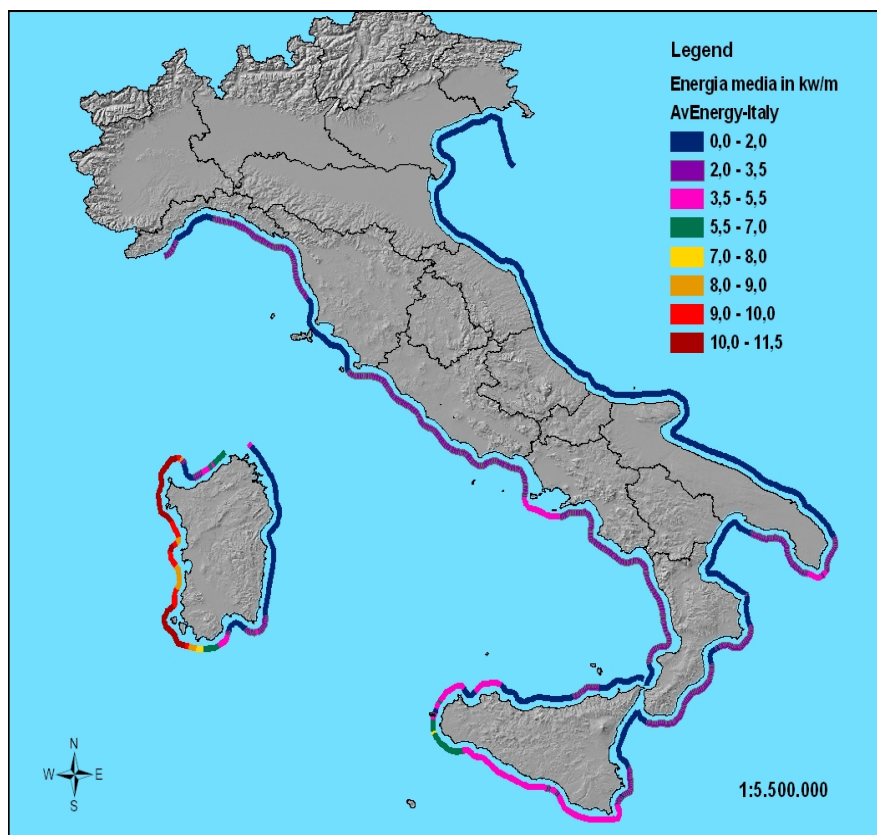 Legend
Energia media in kw/m
AvEnergy-Italy
0,0 - 2,0
2,0 - 3,5
3,5 - 5,5
5,5 - 7,0
7,0 - 8,0
8,0 - 9,0
9,0 - 10,0
10,0 - 11,5
N
W E
S
1:5.500.000